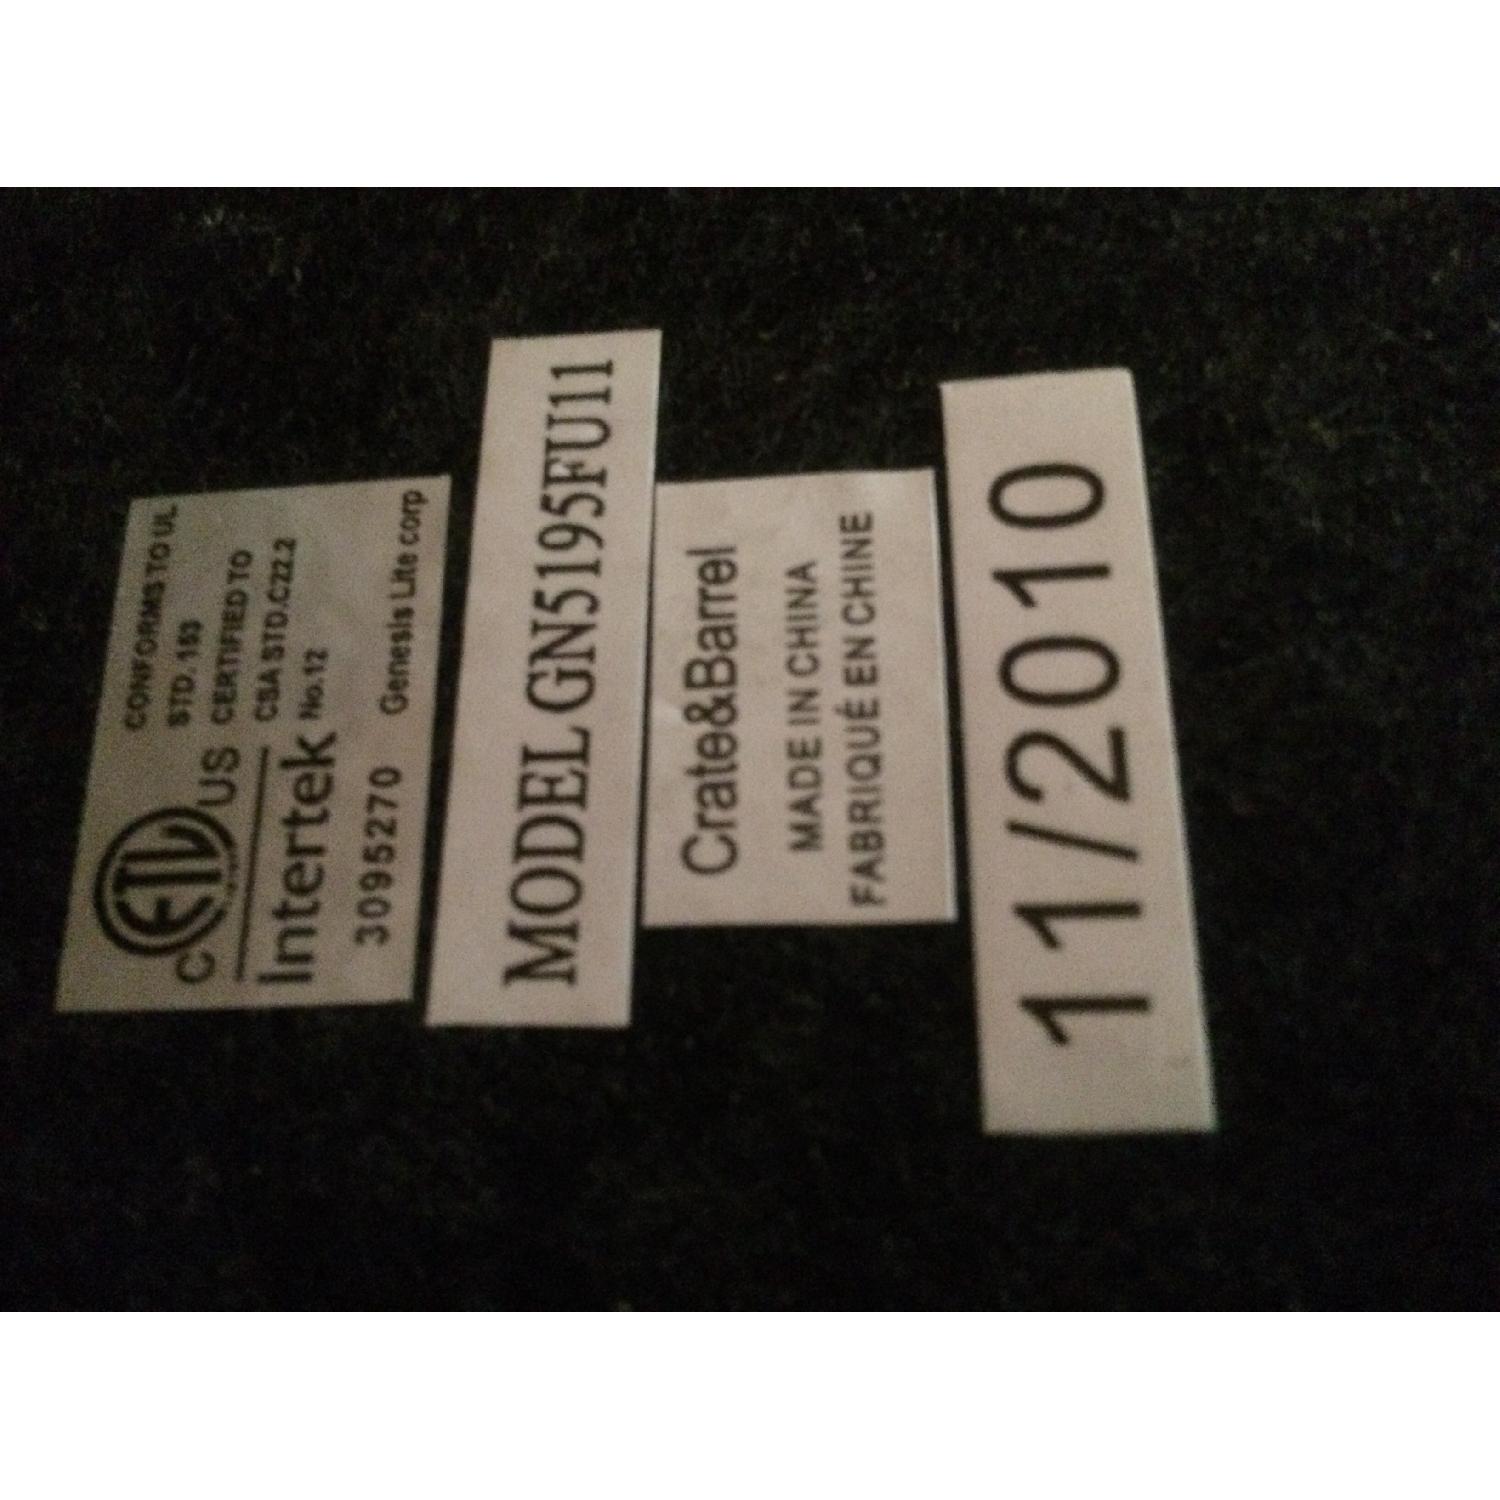 CONFORMS TO UL
STD.153
CERTIFIED TO
CSA STD.C22.2
No.12
C ETL US
Intertek
3095270 Genesis Lite corp
MODEL GN5195FU11
Crate&Barrel
MADE IN CHINA
FABRIQUÉ EN CHINE
11/2010